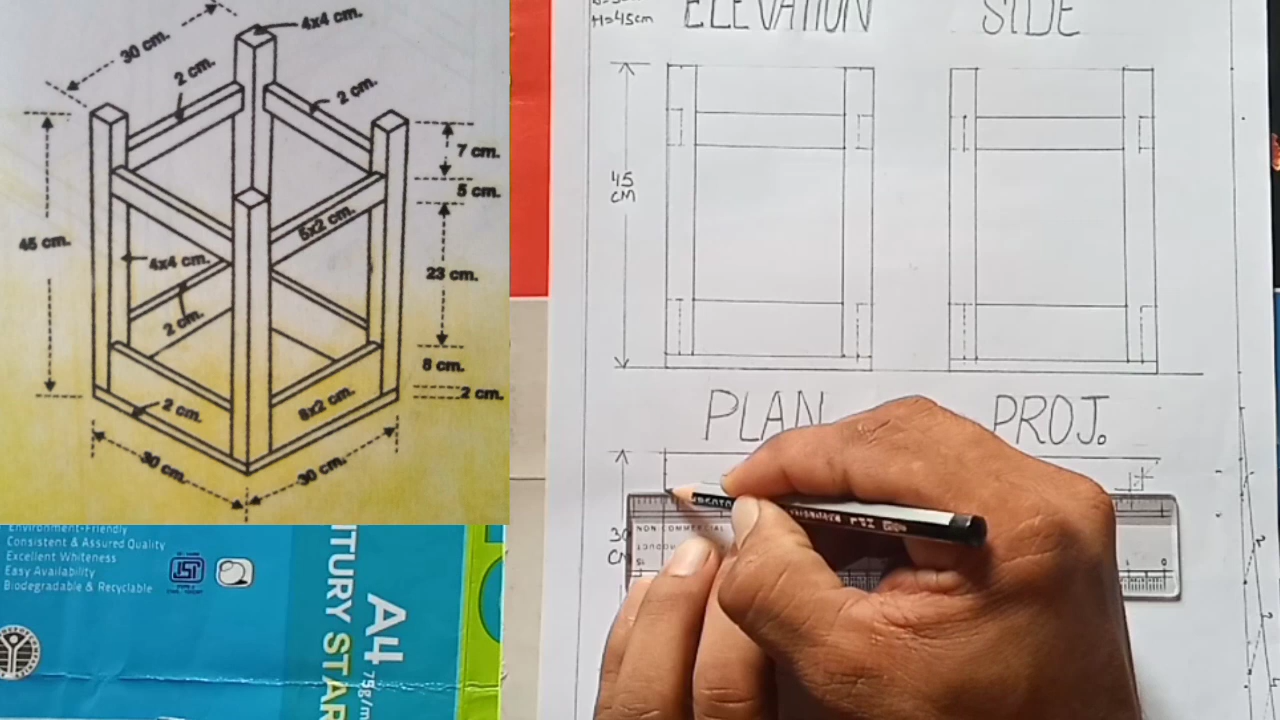 4x4 cm.
30 cm.
2 cm.
2 cm.
7 cm.
5 cm.
5x2 cm.
45 cm.
4x4 cm.
23 cm.
2 cm.
8 cm.
2 cm.
2 cm.
8x2 cm.
30 cm.
30 cm.
Environment-Friendly
Consistent & Assured Quality
Excellent Whiteness
Easy Availability
Biodegradable & Recyclable
A4 75g/m
TURY STAR
H=45cm
ELEVATION
SIDE
45
CM
PLAN
PROJ.
30
CM
NON COMMERCIAL